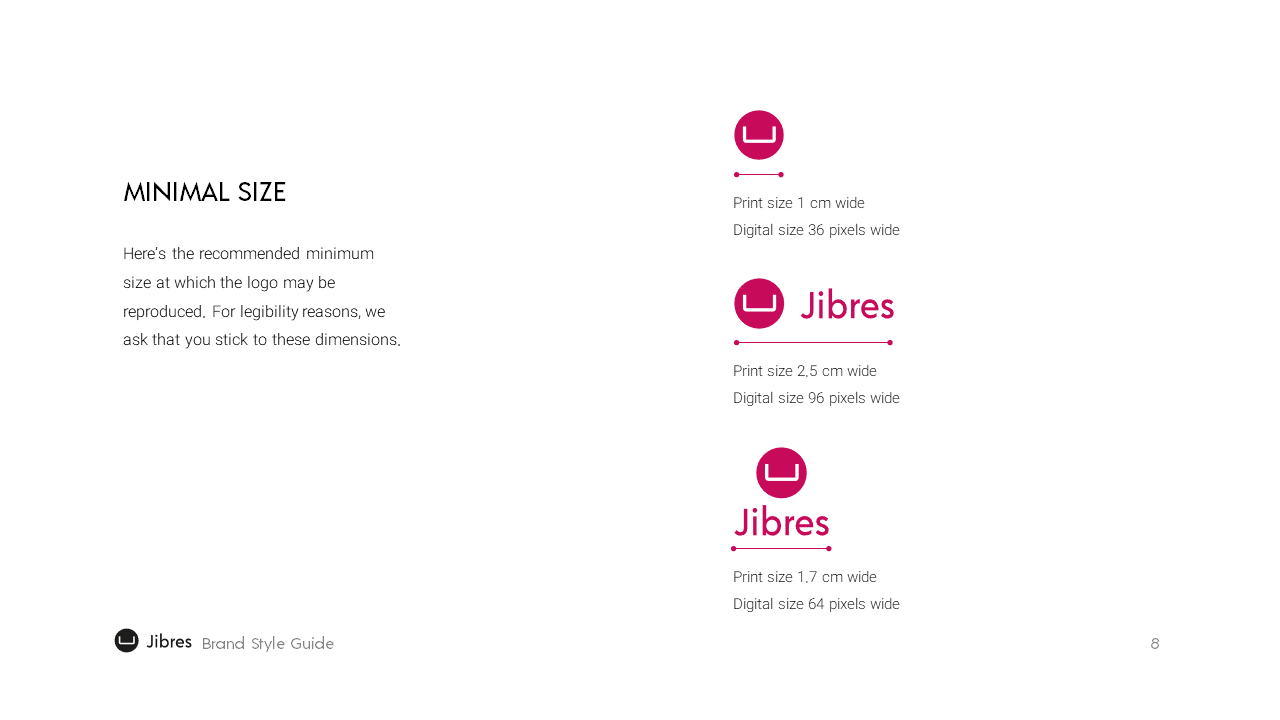 MINIMAL SIZE
Here's the recommended minimum
size at which the logo may be
reproduced. For legibility reasons, we
ask that you stick to these dimensions.
Print size 1 cm wide
Digital size 36 pixels wide
Jibres
Print size 2.5 cm wide
Digital size 96 pixels wide
Jibres
Print size 1.7 cm wide
Digital size 64 pixels wide
Jibres Brand Style Guide
8